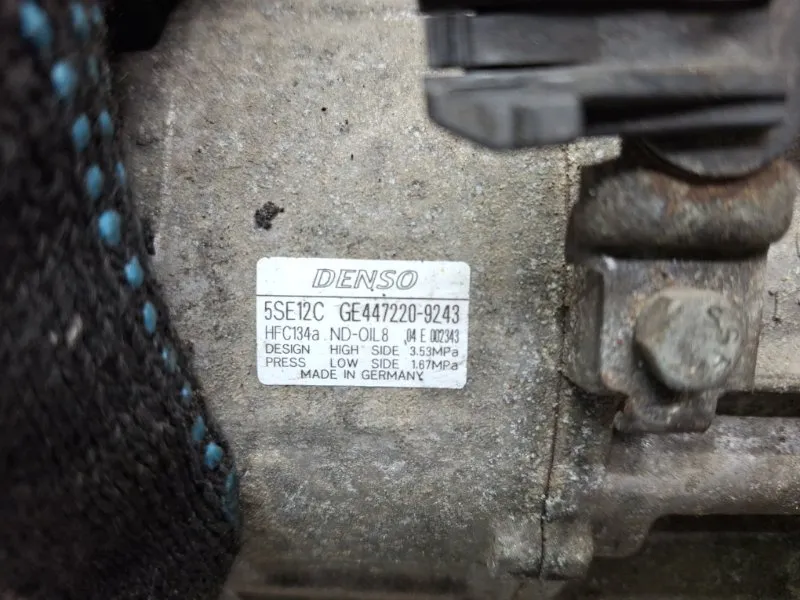 DENSO
5SE12C GE447220-9243
HFC134a ND-OIL8 04 E 002343
DESIGN HIGH SIDE 3.53MPa
PRESS LOW SIDE 1.67MPa
MADE IN GERMANY